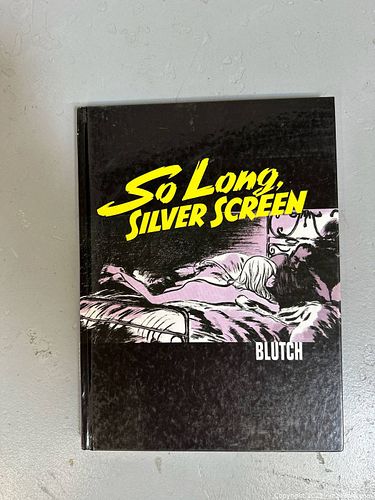 So Long,
SILVER SCREEN
BLUTCH